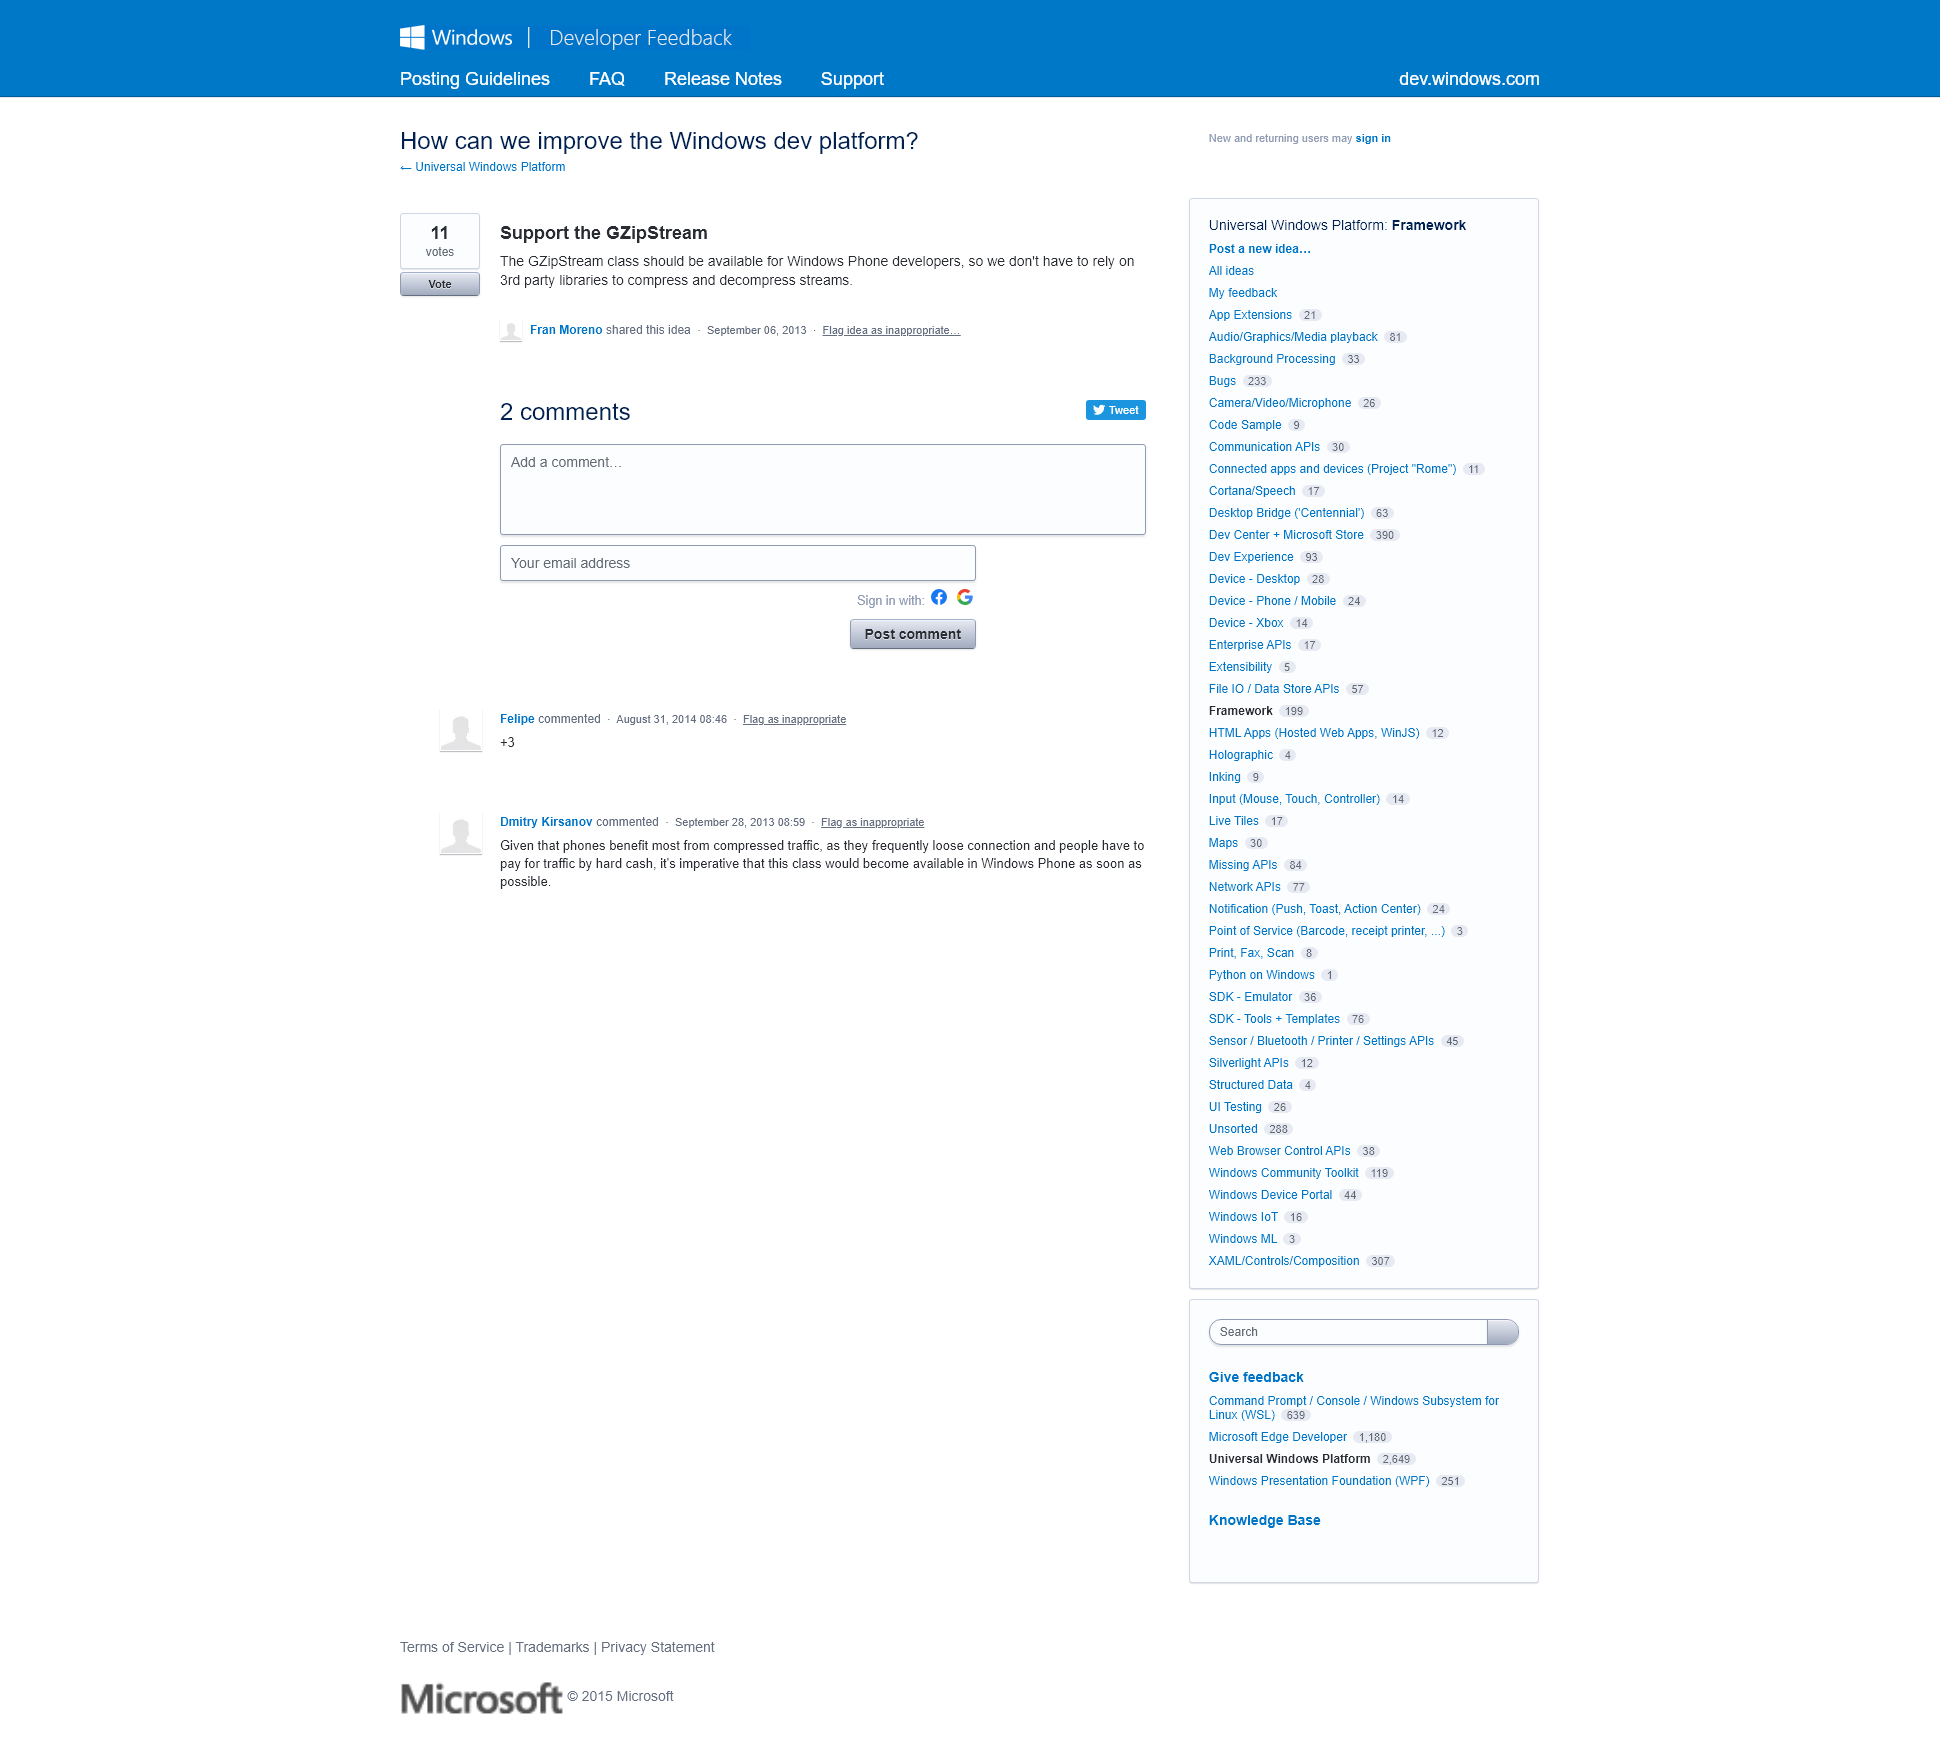 Windows | Developer Feedback
Posting Guidelines FAQ Release Notes Support dev.windows.com
How can we improve the Windows dev platform?
← Universal Windows Platform
New and returning users may sign in
11
votes
Vote
Support the GZipStream
The GZipStream class should be available for Windows Phone developers, so we don't have to rely on
3rd party libraries to compress and decompress streams.
Fran Moreno shared this idea · September 06, 2013 · Flag idea as inappropriate…
2 comments
Tweet
Add a comment…
Your email address
Sign in with:
Post comment
Felipe commented · August 31, 2014 08:46 · Flag as inappropriate
+3
Dmitry Kirsanov commented · September 28, 2013 08:59 · Flag as inappropriate
Given that phones benefit most from compressed traffic, as they frequently loose connection and people have to
pay for traffic by hard cash, it's imperative that this class would become available in Windows Phone as soon as
possible.
Universal Windows Platform: Framework
Post a new idea…
All ideas
My feedback
App Extensions 21
Audio/Graphics/Media playback 81
Background Processing 33
Bugs 233
Camera/Video/Microphone 26
Code Sample 9
Communication APIs 30
Connected apps and devices (Project "Rome") 11
Cortana/Speech 17
Desktop Bridge ('Centennial') 63
Dev Center + Microsoft Store 390
Dev Experience 93
Device - Desktop 28
Device - Phone / Mobile 24
Device - Xbox 14
Enterprise APIs 17
Extensibility 5
File IO / Data Store APIs 57
Framework 199
HTML Apps (Hosted Web Apps, WinJS) 12
Holographic 4
Inking 9
Input (Mouse, Touch, Controller) 14
Live Tiles 17
Maps 30
Missing APIs 84
Network APIs 77
Notification (Push, Toast, Action Center) 24
Point of Service (Barcode, receipt printer, ...) 3
Print, Fax, Scan 8
Python on Windows 1
SDK - Emulator 36
SDK - Tools + Templates 76
Sensor / Bluetooth / Printer / Settings APIs 45
Silverlight APIs 12
Structured Data 4
UI Testing 26
Unsorted 288
Web Browser Control APIs 38
Windows Community Toolkit 119
Windows Device Portal 44
Windows IoT 16
Windows ML 3
XAML/Controls/Composition 307
Search
Give feedback
Command Prompt / Console / Windows Subsystem for
Linux (WSL) 639
Microsoft Edge Developer 1,180
Universal Windows Platform 2,649
Windows Presentation Foundation (WPF) 251
Knowledge Base
Terms of Service | Trademarks | Privacy Statement
Microsoft © 2015 Microsoft